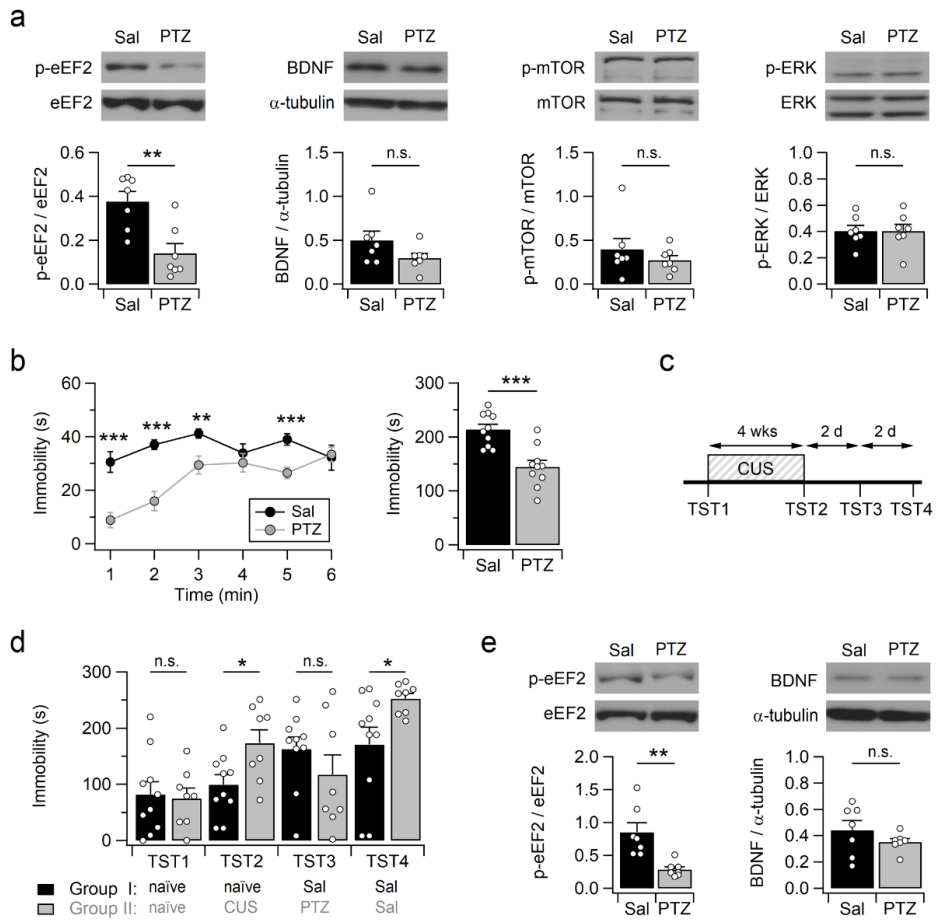 a
Sal PTZ
p-eEF2
eEF2
Sal PTZ
BDNF
α-tubulin
Sal PTZ
p-mTOR
mTOR
Sal PTZ
p-ERK
ERK
p-eEF2 / eEF2
0.6
0.4
0.2
0.0
**
Sal PTZ
BDNF / α-tubulin
1.5
1.0
0.5
0.0
n.s.
Sal PTZ
p-mTOR / mTOR
1.5
1.0
0.5
0.0
n.s.
Sal PTZ
p-ERK / ERK
1.0
0.8
0.6
0.4
0.2
0.0
n.s.
Sal PTZ
b
Immobility (s)
60
40
20
0
*** *** ** ***
Sal
PTZ
1 2 3 4 5 6
Time (min)
Immobility (s)
300
200
100
0
***
Sal PTZ
c
4 wks 2 d 2 d
CUS
TST1 TST2 TST3 TST4
d
Immobility (s)
300
200
100
0
n.s. * n.s. *
TST1 TST2 TST3 TST4
Group I: naïve naïve Sal Sal
Group II: naïve CUS PTZ Sal
e
Sal PTZ
p-eEF2
eEF2
Sal PTZ
BDNF
α-tubulin
p-eEF2 / eEF2
2.0
1.5
1.0
0.5
0.0
**
Sal PTZ
BDNF / α-tubulin
1.0
0.8
0.6
0.4
0.2
0.0
n.s.
Sal PTZ